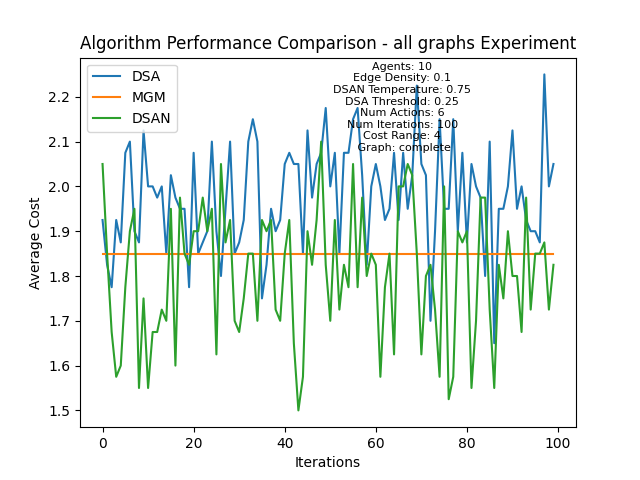 Algorithm Performance Comparison - all graphs Experiment
DSA
MGM
DSAN
Agents: 10
Edge Density: 0.1
DSAN Temperature: 0.75
DSA Threshold: 0.25
Num Actions: 6
Num Iterations: 100
Cost Range: 4
Graph: complete
Average Cost
2.2
2.1
2.0
1.9
1.8
1.7
1.6
1.5
0
20
40
60
80
100
Iterations